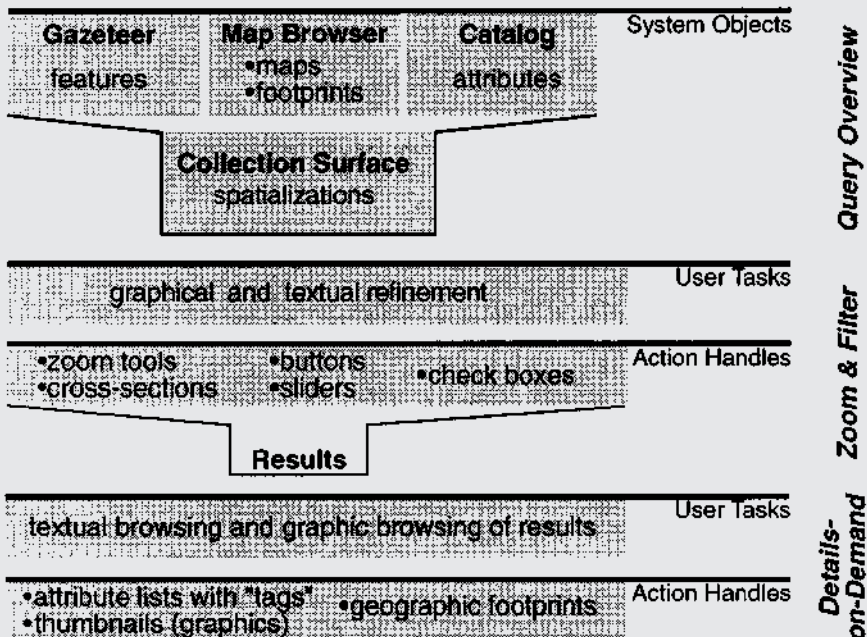 System Objects
Gazeteer
features
Map Browser
•maps
•footprints
Catalog
attributes
Collection Surface
spatializations
Query Overview
User Tasks
graphical and textual refinement
Action Handles
•zoom tools
•cross-sections
•buttons
•sliders
•check boxes
Zoom & Filter
Results
User Tasks
textual browsing and graphic browsing of results
Action Handles
•attribute lists with "tags"
•thumbnails (graphics)
•geographic footprints
Details-
on-Demand